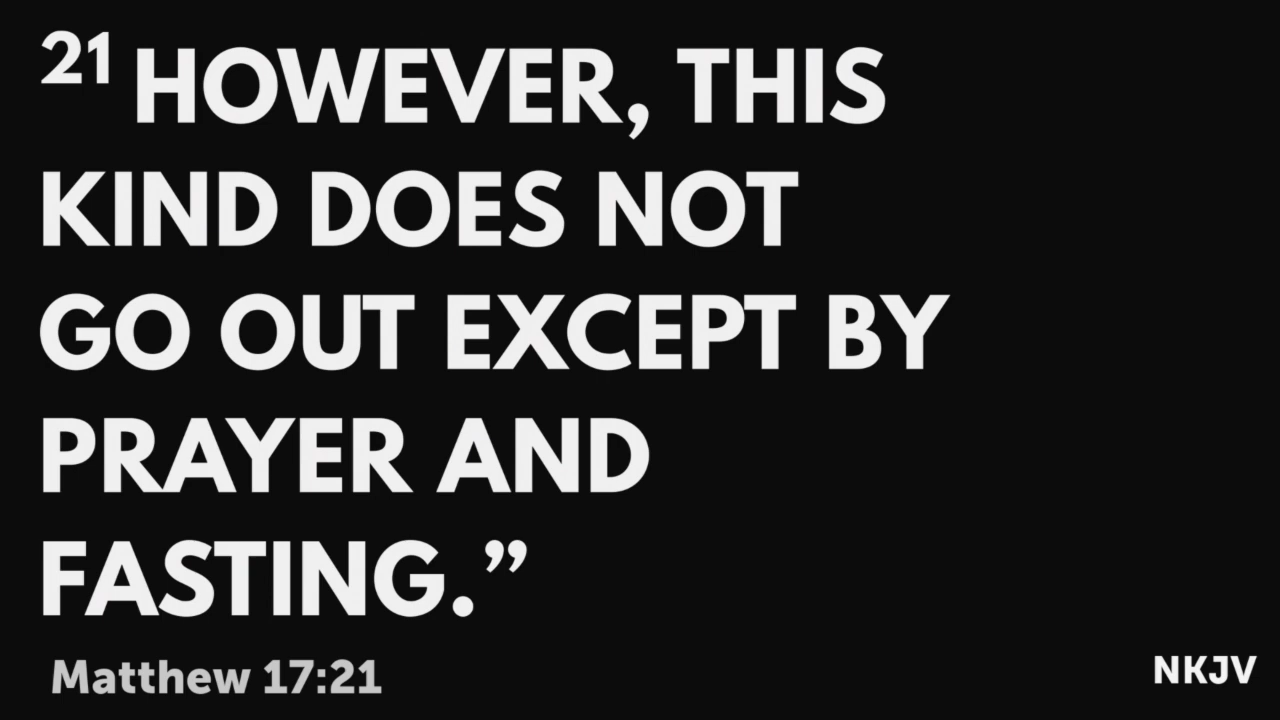 21 HOWEVER, THIS
KIND DOES NOT
GO OUT EXCEPT BY
PRAYER AND
FASTING.”
Matthew 17:21
NKJV